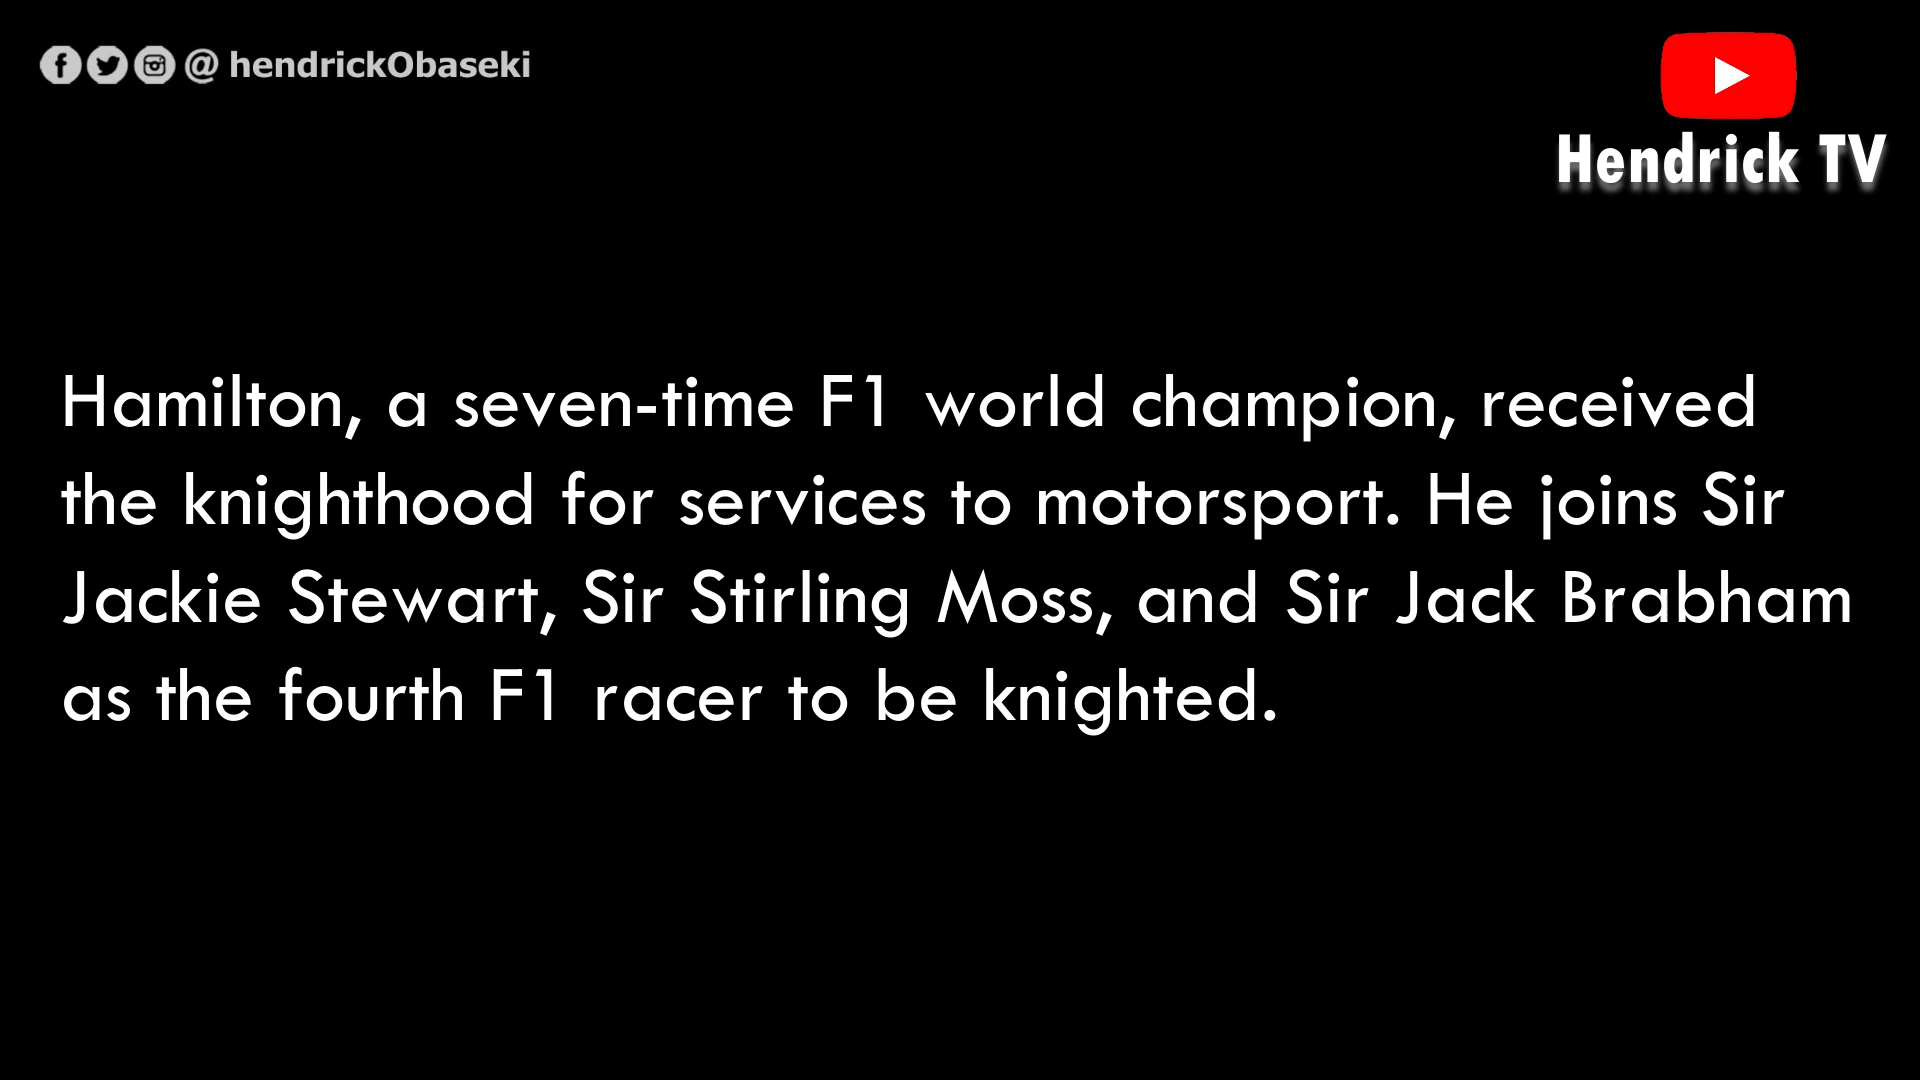 @ hendrickObaseki
Hendrick TV
Hamilton, a seven-time F1 world champion, received
the knighthood for services to motorsport. He joins Sir
Jackie Stewart, Sir Stirling Moss, and Sir Jack Brabham
as the fourth F1 racer to be knighted.